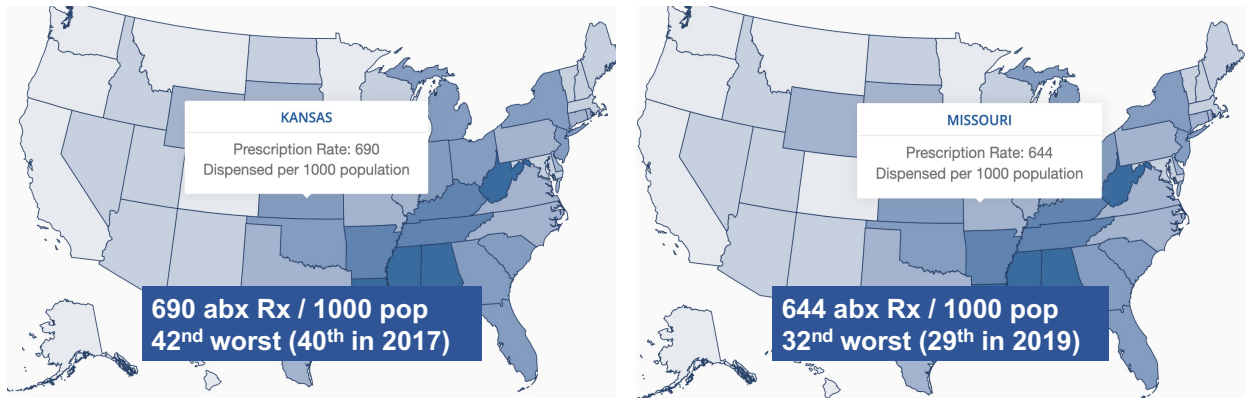 KANSAS
Prescription Rate: 690
Dispensed per 1000 population
690 abx Rx / 1000 pop
42nd worst (40th in 2017)
MISSOURI
Prescription Rate: 644
Dispensed per 1000 population
644 abx Rx / 1000 pop
32nd worst (29th in 2019)